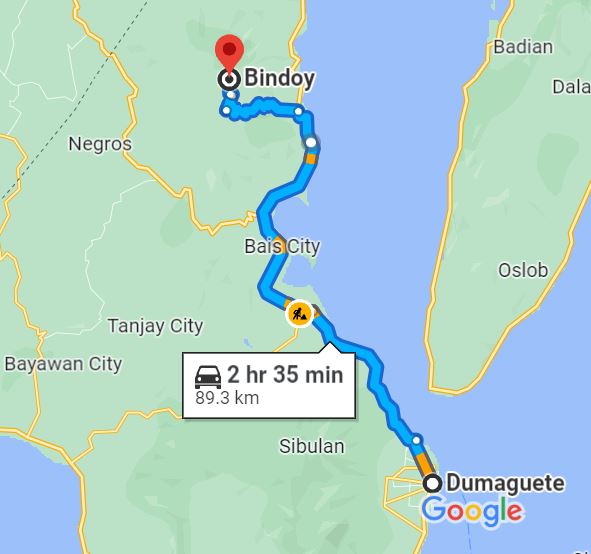 Badian
Bindoy
Dala
Negros
Bais City
Oslob
Tanjay City
Bayawan City
2 hr 35 min
89.3 km
Sibulan
Dumaguete
Google